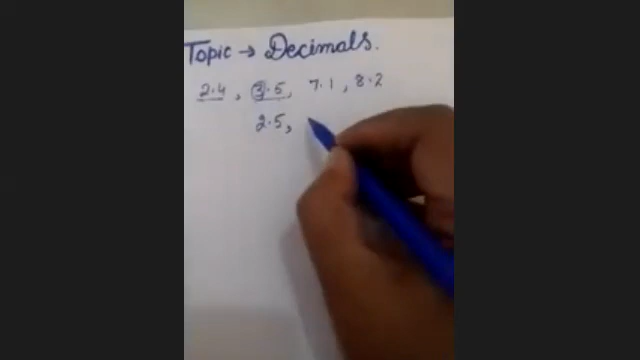 Topic → Decimals.
2.4, 3.5, 7.1, 8.2
2.5,